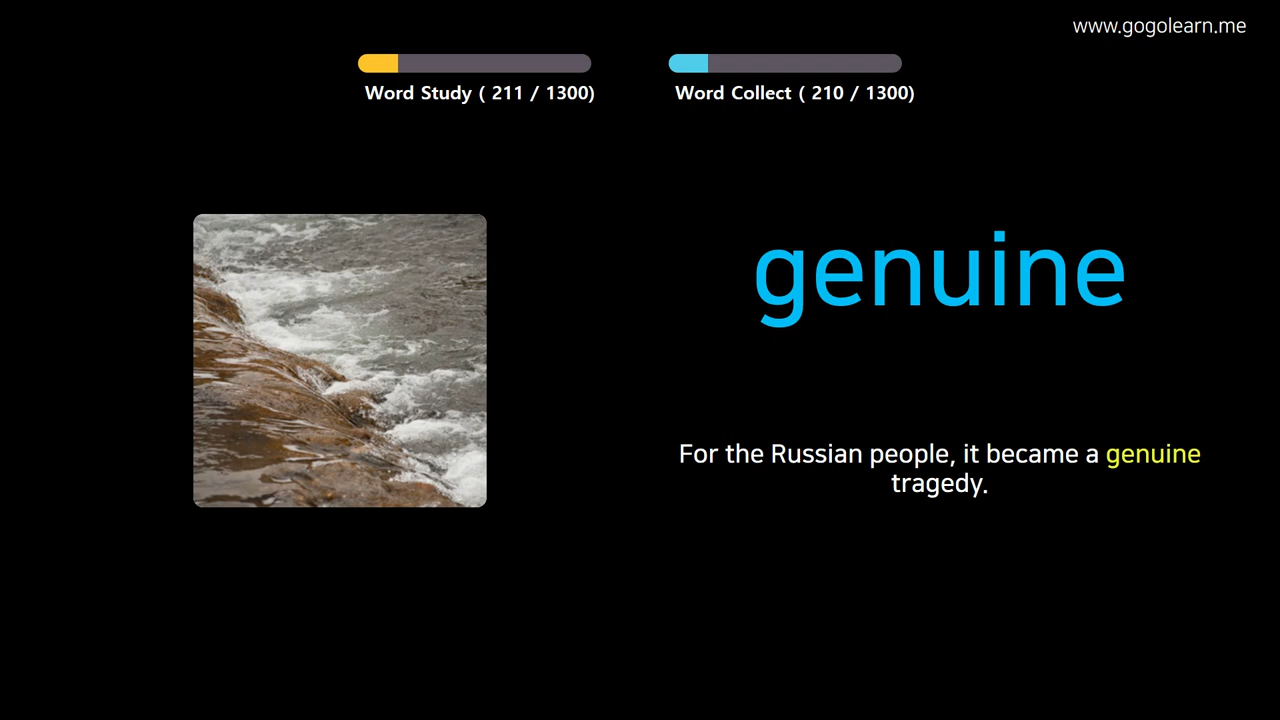 www.gogolearn.me
Word Study ( 211 / 1300)
Word Collect ( 210 / 1300)
genuine
For the Russian people, it became a genuine
tragedy.